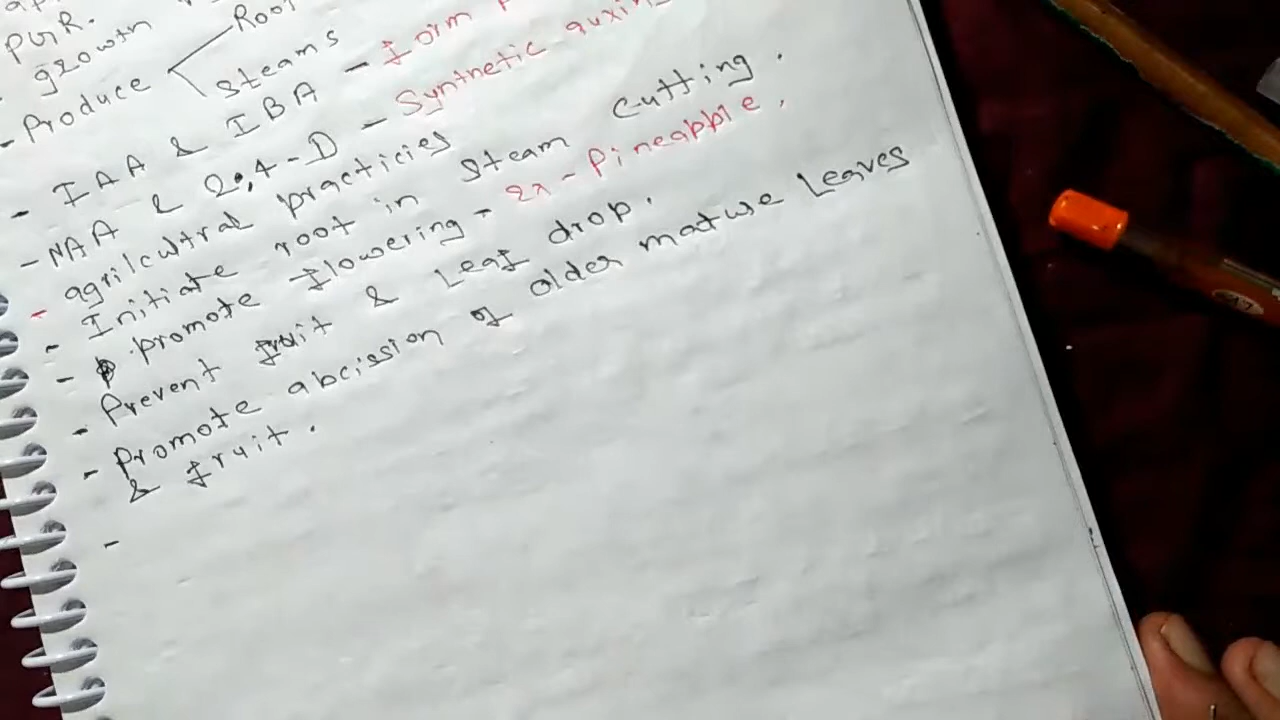 PGR.
growth
- Produce Root
Steams
- IAA & IBA - Form
- NAA & 2,4-D - Synthetic auxin
- agrilcultral practicies
- Initiate root in Steam Cutting.
- promote flowering - Ex - Pineapple.
- Prevent fruit & Leaf drop.
- Promote abcission of older mature Leaves
& fruit.
-